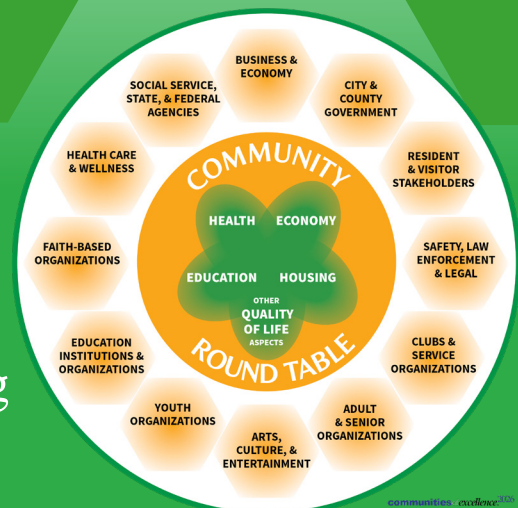 BUSINESS &
ECONOMY
CITY &
COUNTY
GOVERNMENT
RESIDENT
& VISITOR
STAKEHOLDERS
SAFETY, LAW
ENFORCEMENT
& LEGAL
CLUBS &
SERVICE
ORGANIZATIONS
ADULT
& SENIOR
ORGANIZATIONS
ARTS,
CULTURE, &
ENTERTAINMENT
YOUTH
ORGANIZATIONS
EDUCATION
INSTITUTIONS &
ORGANIZATIONS
FAITH-BASED
ORGANIZATIONS
HEALTH CARE
& WELLNESS
SOCIAL SERVICE,
STATE, & FEDERAL
AGENCIES
COMMUNITY
HEALTH
ECONOMY
EDUCATION
HOUSING
OTHER
QUALITY
OF LIFE
ASPECTS
ROUND TABLE
g
communities excellence 2026